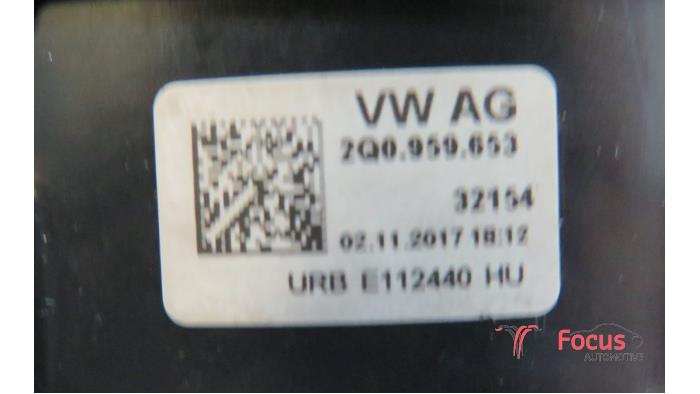 VW AG
2Q0.959.653
32154
02.11.2017 18:12
URB E112440 HU
Focus
AUTOMOTIVE